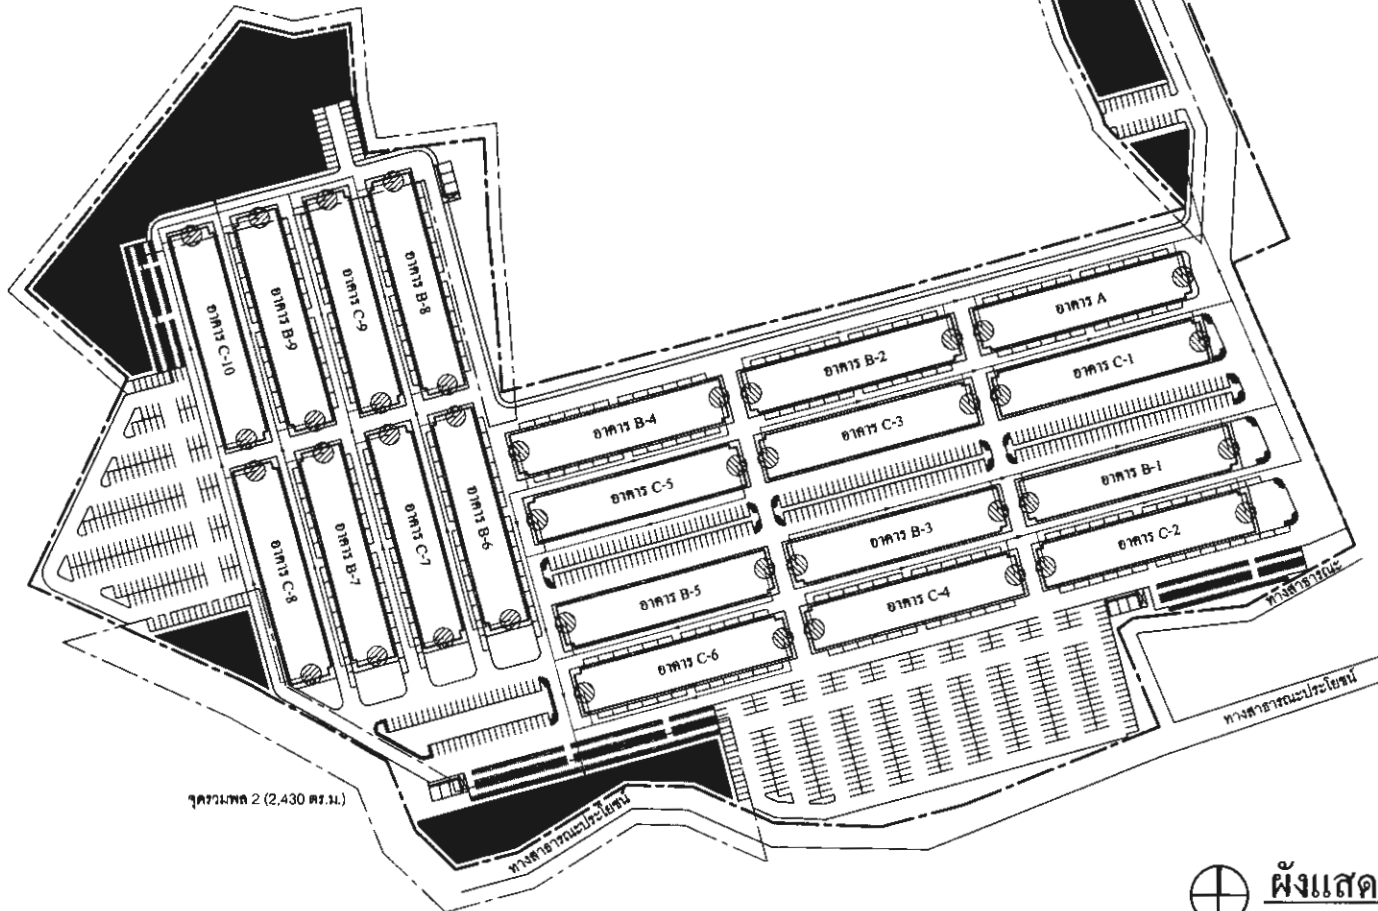 อาคาร B-8
อาคาร C-9
อาคาร B-9
อาคาร C-10
อาคาร A
อาคาร B-2
อาคาร C-1
อาคาร B-4
อาคาร C-3
อาคาร C-5
อาคาร B-1
อาคาร B-3
อาคาร C-2
อาคาร B-6
อาคาร C-7
อาคาร B-7
อาคาร C-8
อาคาร B-5
อาคาร C-4
อาคาร C-6
ทางสาธารณะ
ทางสาธารณะประโยชน์
จุดรวมพล 2 (2,430 ตร.ม.)
ทางสาธารณะประโยชน์
ผังแสด